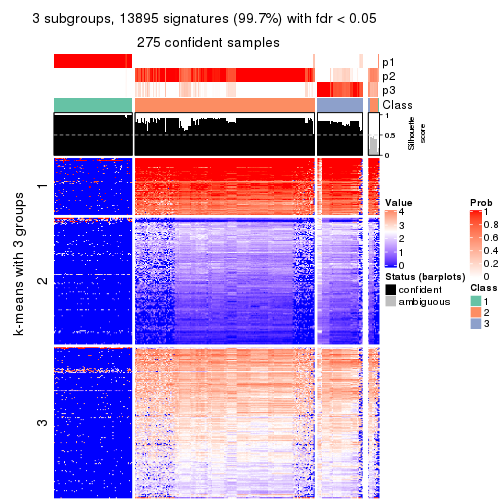 3 subgroups, 13895 signatures (99.7%) with fdr < 0.05
275 confident samples
p1
p2
p3
Class
1
0.5
0
Silhouette
score
k-means with 3 groups
1
2
3
Value
4
3
2
1
0
Status (barplots)
confident
ambiguous
Prob
1
0.8
0.6
0.4
0.2
0
Class
1
2
3